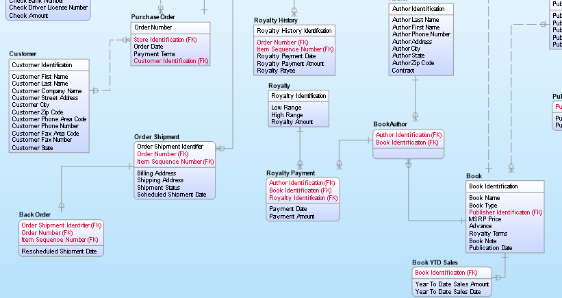 Check Bank Number
Check Driver License Number
Check Amount
Purchase Order
Order Number
Store Identification (FK)
Order Date
Payment Terms
Customer Identification (FK)
Customer
Customer Identification
Customer First Name
Customer Last Name
Customer Company Name
Customer Street Address
Customer City
Customer Zip Code
Customer Phone Area Code
Customer Phone Number
Customer Fax Area Code
Customer Fax Number
Customer State
Order Shipment
Order Shipment Identifier
Order Number (FK)
Item Sequence Number (FK)
Billing Address
Shipping Address
Shipment Status
Scheduled Shipment Date
Back Order
Order Shipment Identifier (FK)
Order Number (FK)
Item Sequence Number (FK)
Rescheduled Shipment Date
Royalty History
Royalty History Identification
Order Number (FK)
Item Sequence Number (FK)
Royalty Payment Date
Royalty Payment Amount
Royalty Payee
Royalty
Royalty Identification
Low Range
High Range
Royalty Amount
Royalty Payment
Author Identification (FK)
Book Identification (FK)
Royalty Identification (FK)
Payment Date
Payment Amount
Author Identification
Author Last Name
Author First Name
Author Phone Number
Author Address
Author City
Author State
Author Zip Code
Contract
BookAuthor
Author Identification (FK)
Book Identification (FK)
Book
Book Identification
Book Name
Book Type
Publisher Identification (FK)
MSRP Price
Advance
Royalty Terms
Book Note
Publication Date
Book YTD Sales
Book Identification (FK)
Year To Date Sales Amount
Year To Date Sales Date